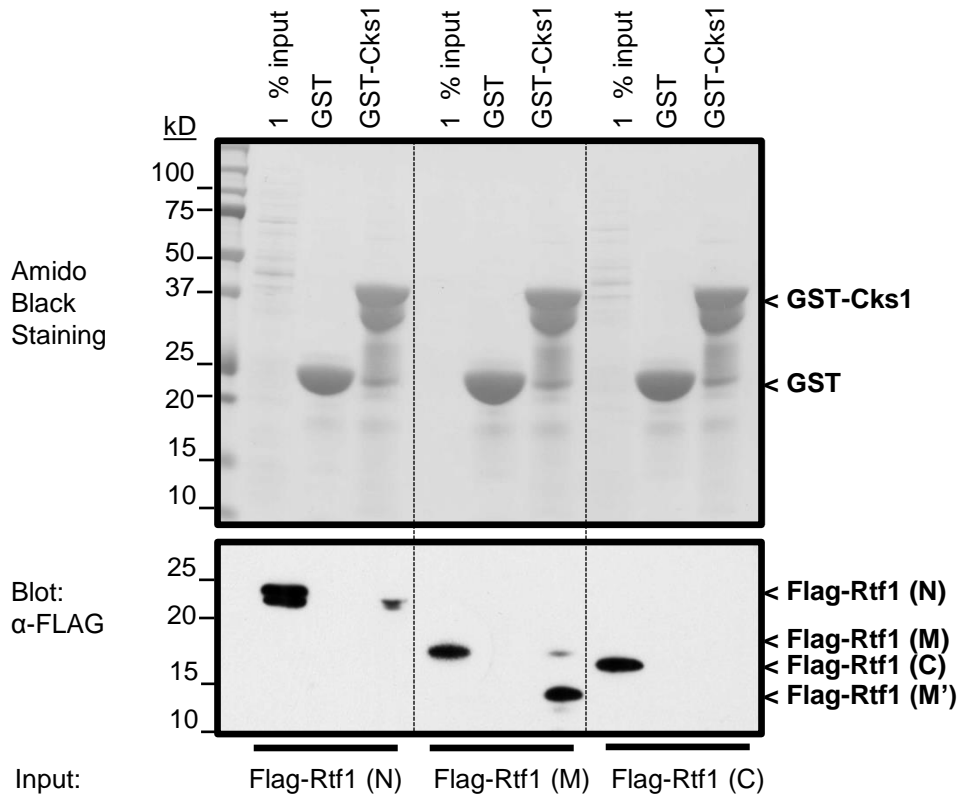 1 % input
GST
GST-Cks1
1 % input
GST
GST-Cks1
1 % input
GST
GST-Cks1
kD
100
75
50
37
25
20
15
10
Amido
Black
Staining
< GST-Cks1
< GST
Blot:
α-FLAG
25
20
15
10
< Flag-Rtf1 (N)
< Flag-Rtf1 (M)
< Flag-Rtf1 (C)
< Flag-Rtf1 (M’)
Input:
Flag-Rtf1 (N)
Flag-Rtf1 (M)
Flag-Rtf1 (C)